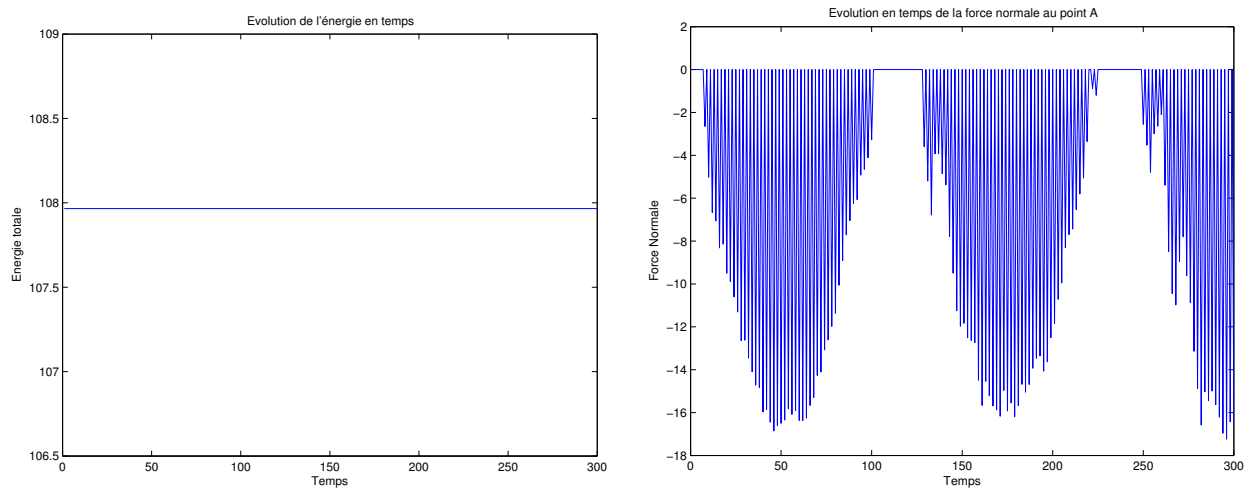 Evolution de l'énergie en temps
109
108.5
108
107.5
107
106.5
Energie totale
0 50 100 150 200 250 300
Temps
Evolution en temps de la force normale au point A
2
0
−2
−4
−6
−8
−10
−12
−14
−16
−18
Force Normale
0 50 100 150 200 250 300
Temps